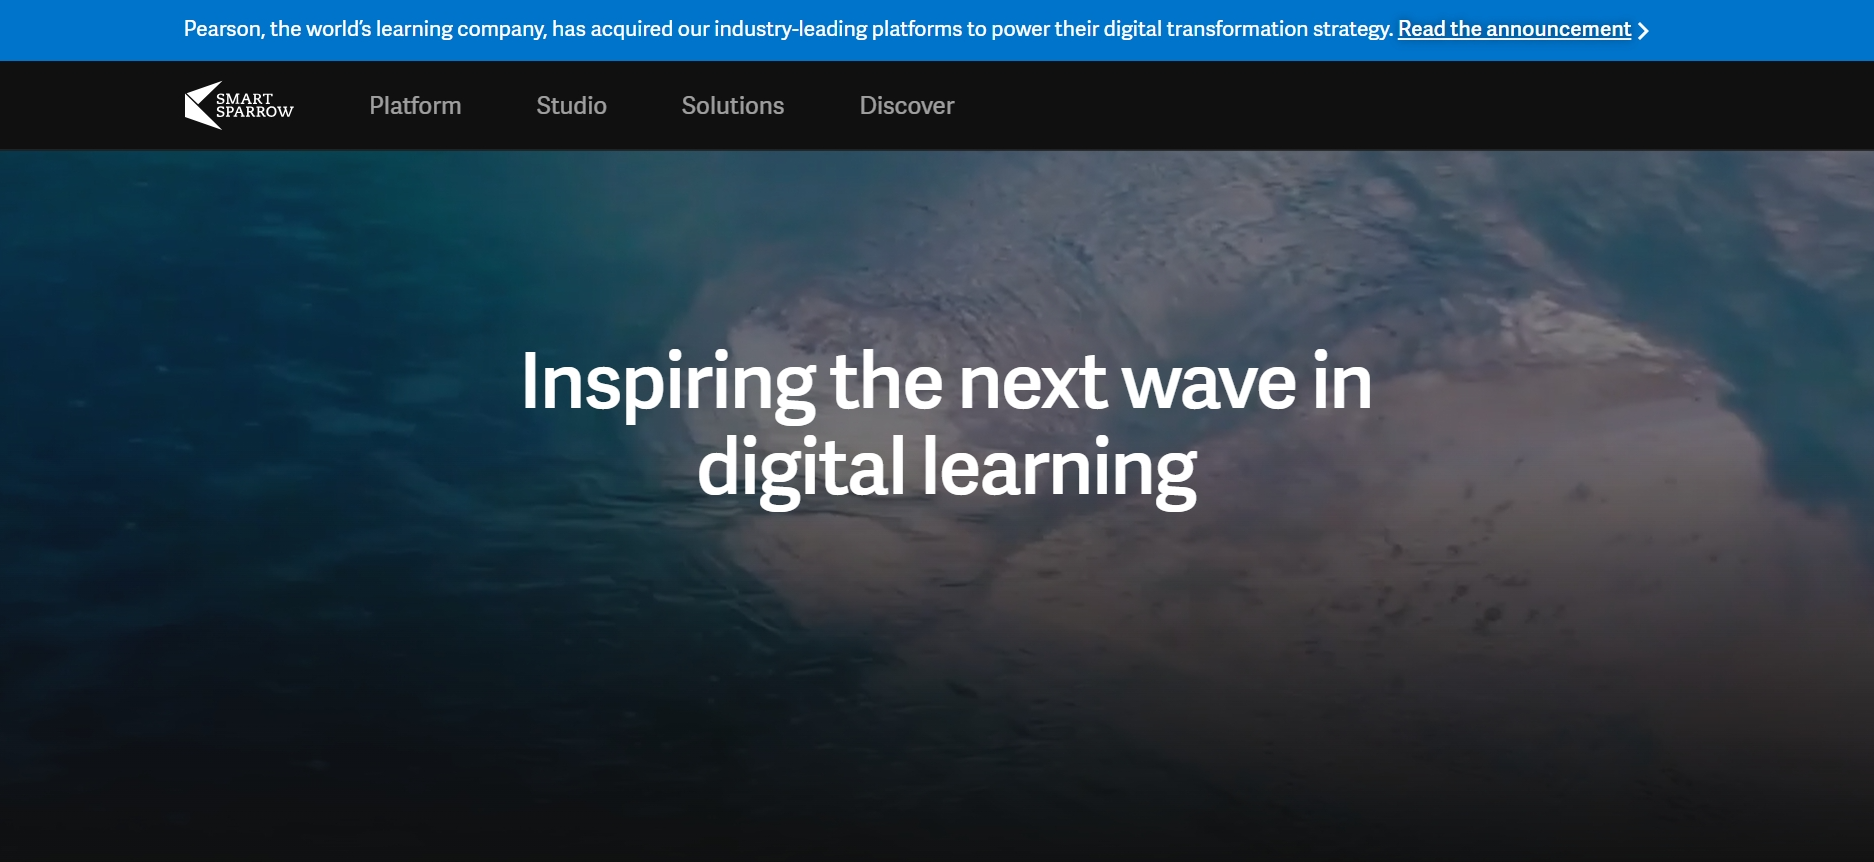 Pearson, the world's learning company, has acquired our industry-leading platforms to power their digital transformation strategy. Read the announcement
SMART
SPARROW
Platform
Studio
Solutions
Discover
Inspiring the next wave in
digital learning